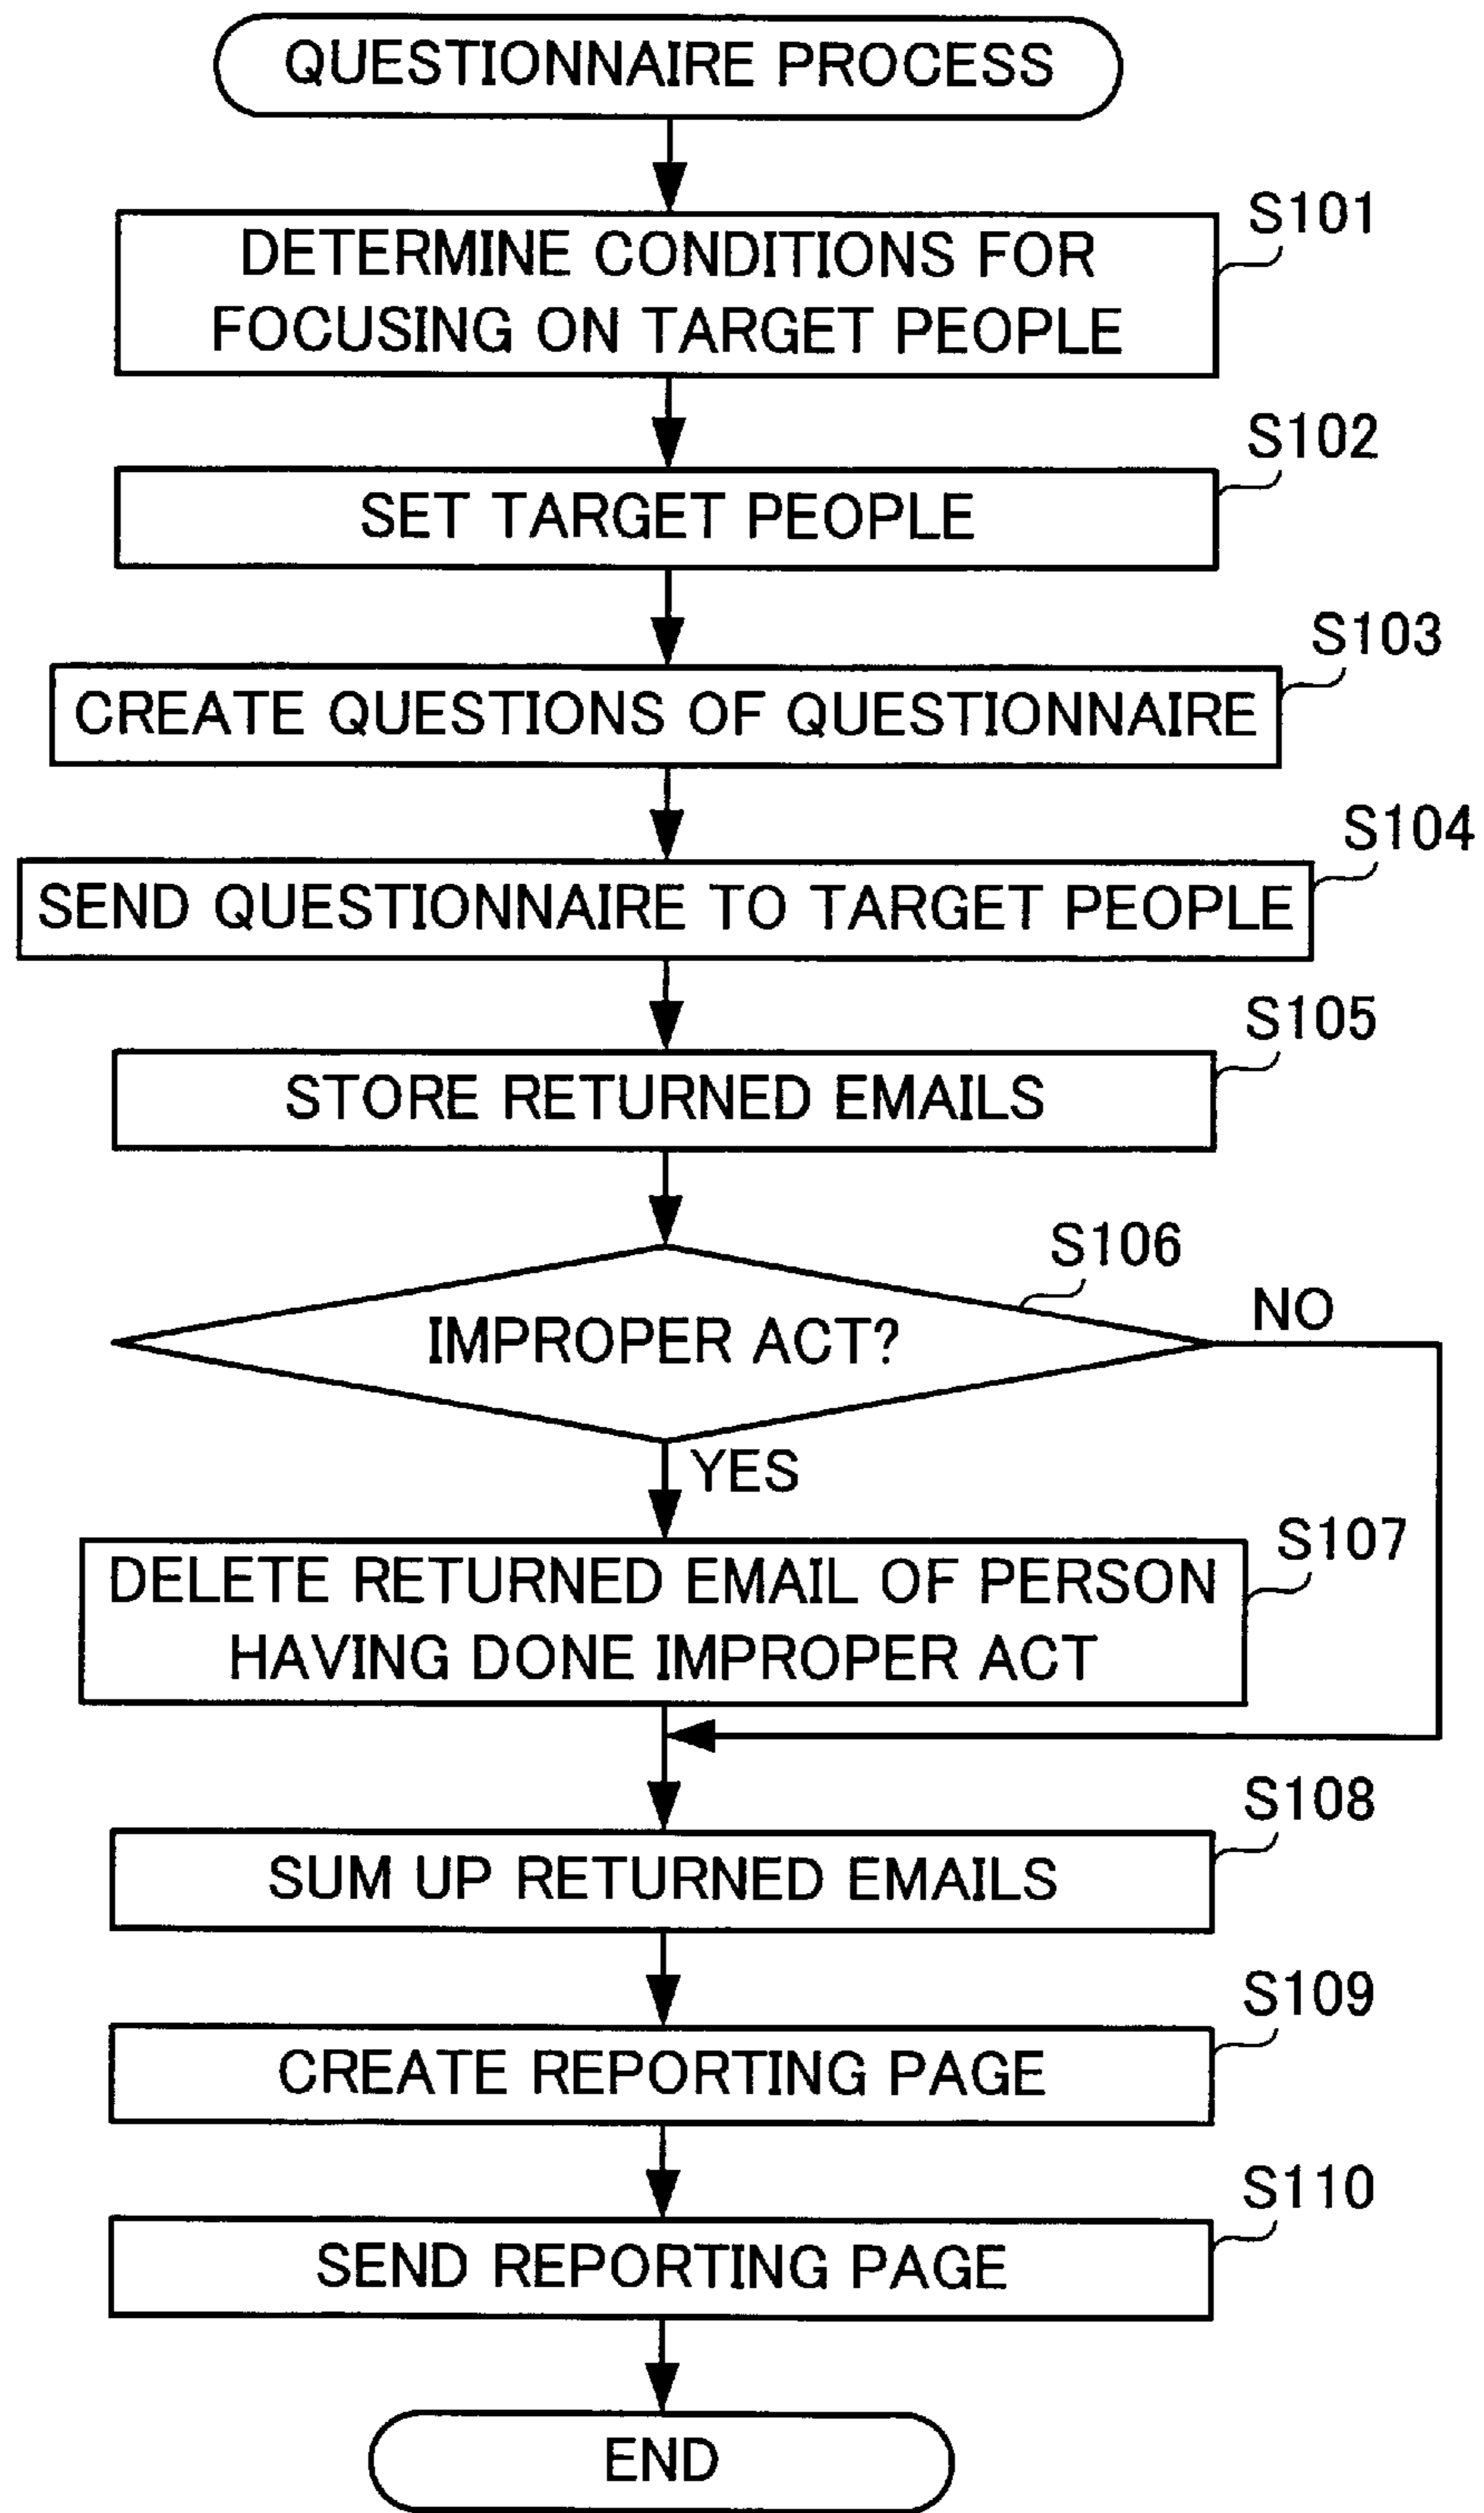 QUESTIONNAIRE PROCESS
S101
DETERMINE CONDITIONS FOR
FOCUSING ON TARGET PEOPLE
S102
SET TARGET PEOPLE
S103
CREATE QUESTIONS OF QUESTIONNAIRE
S104
SEND QUESTIONNAIRE TO TARGET PEOPLE
S105
STORE RETURNED EMAILS
S106
NO
IMPROPER ACT?
YES
S107
DELETE RETURNED EMAIL OF PERSON
HAVING DONE IMPROPER ACT
S108
SUM UP RETURNED EMAILS
S109
CREATE REPORTING PAGE
S110
SEND REPORTING PAGE
END